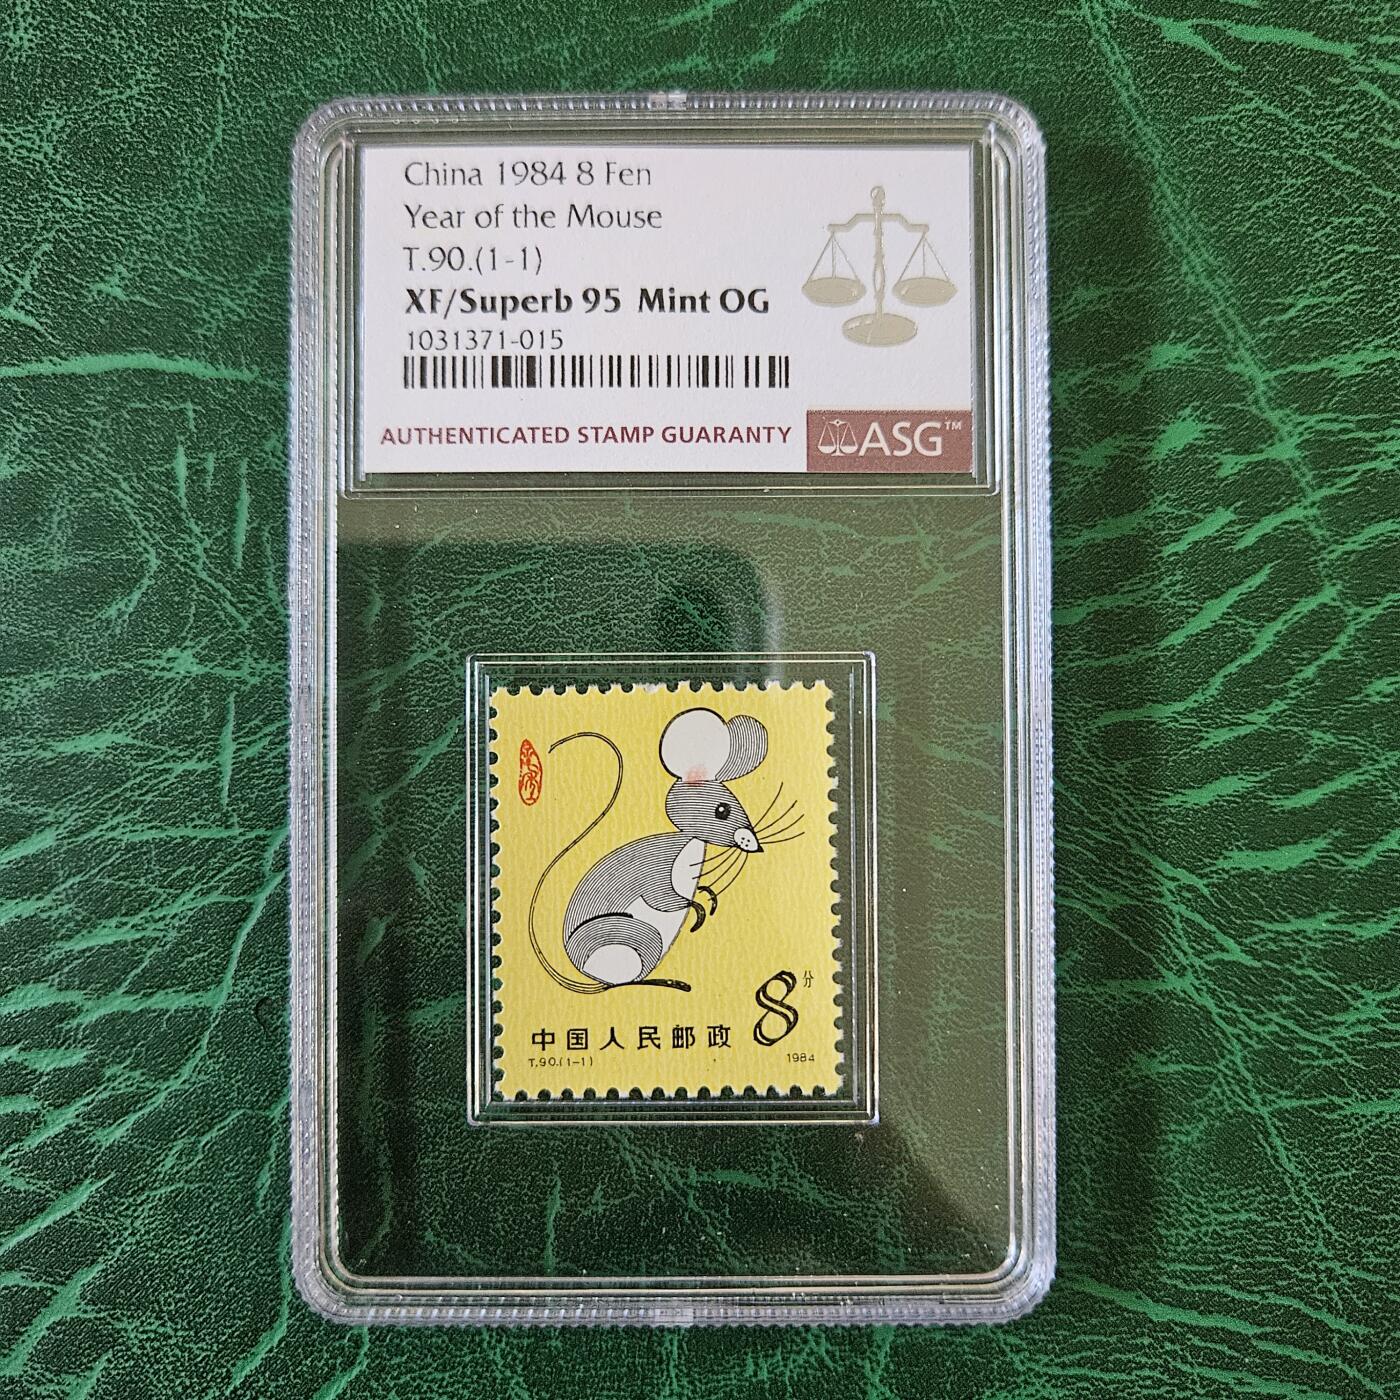 China 1984 8 Fen
Year of the Mouse
T.90.(1-1)
XF/Superb 95 Mint OG
1031371-015
AUTHENTICATED STAMP GUARANTY
ASG™
8分
中国人民邮政
T.90.(1-1)
1984